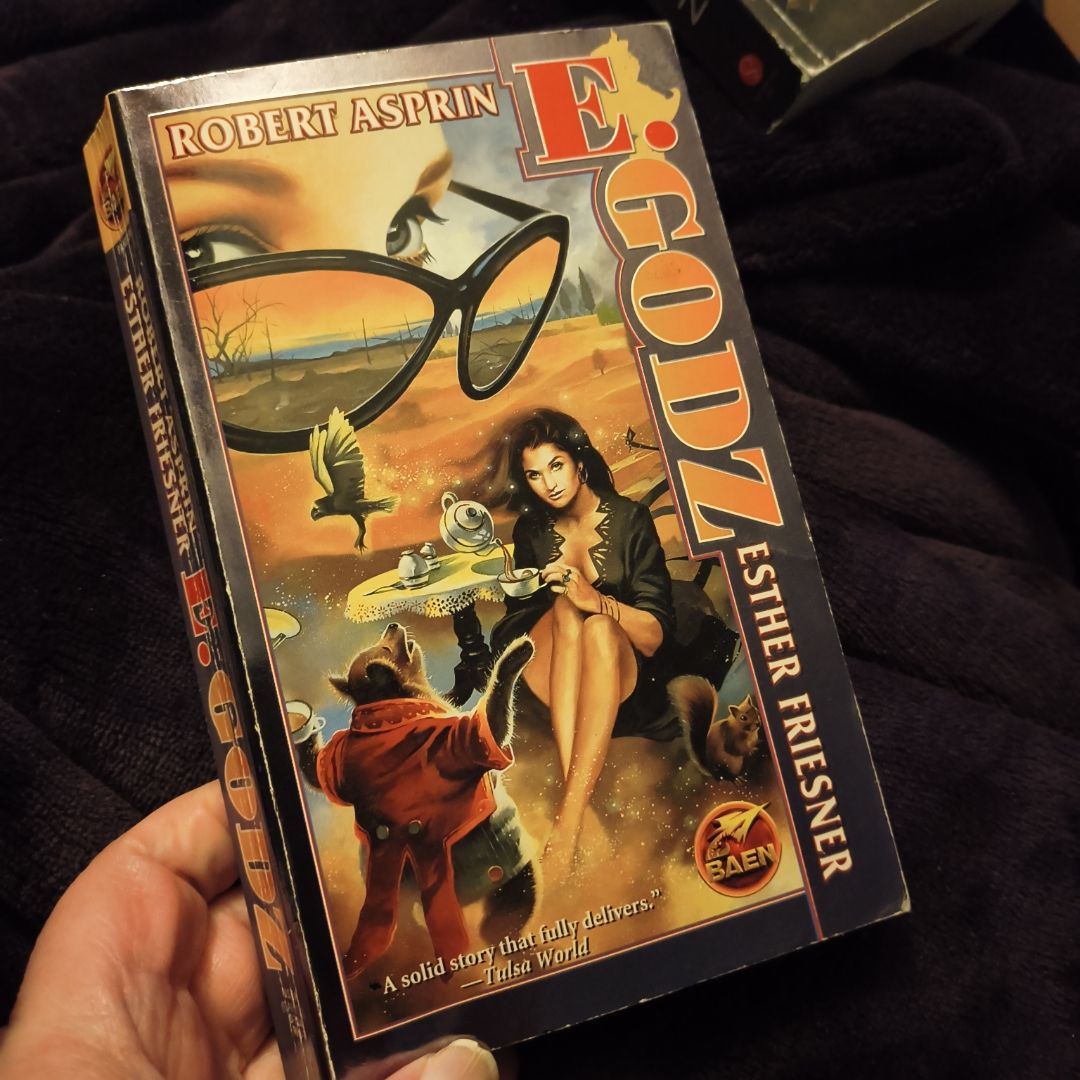 ROBERT ASPRIN
E.GODZ
ESTHER FRIESNER
BAEN
"A solid story that fully delivers."
—Tulsa World
ROBERT ASPRIN
ESTHER FRIESNER
E. GODZ